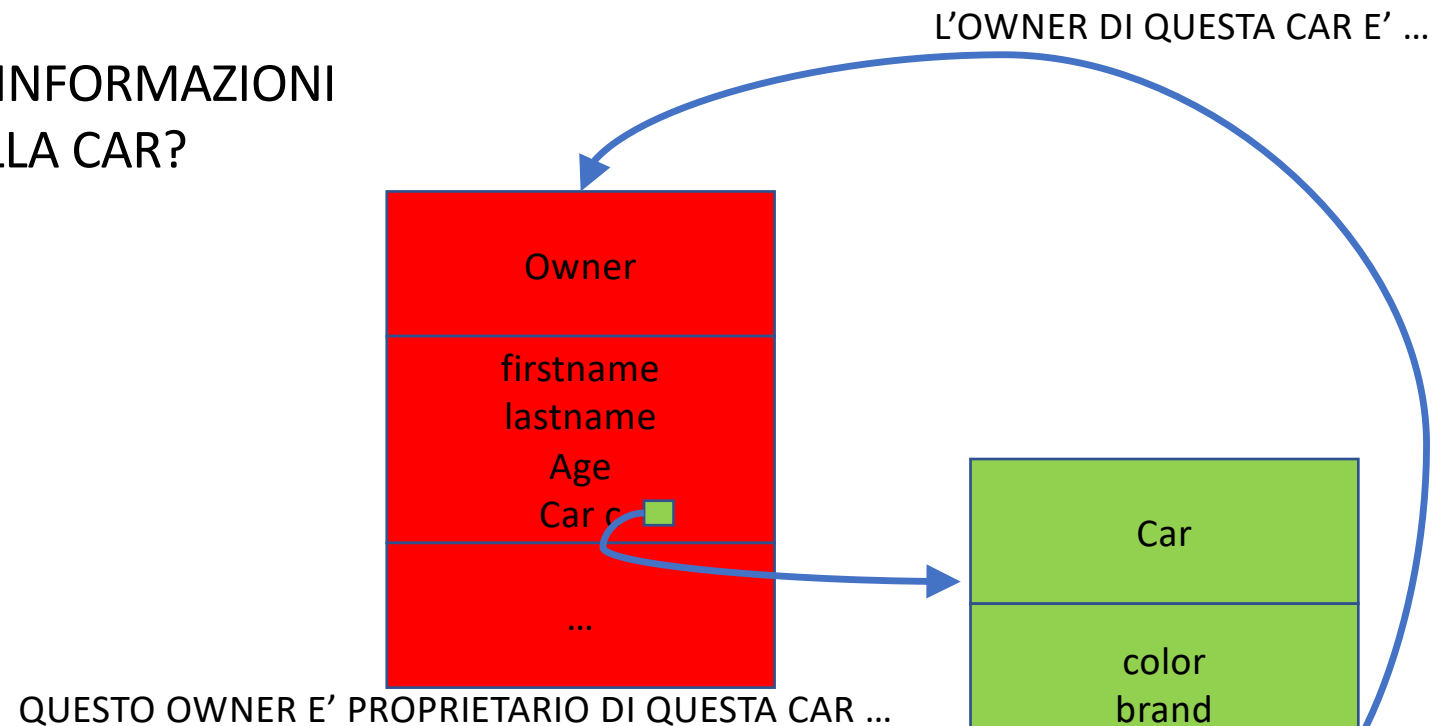 L’OWNER DI QUESTA CAR E’ …
INFORMAZIONI
LLA CAR?
Owner
firstname
lastname
Age
Car c
…
QUESTO OWNER E’ PROPRIETARIO DI QUESTA CAR …
Car
color
brand